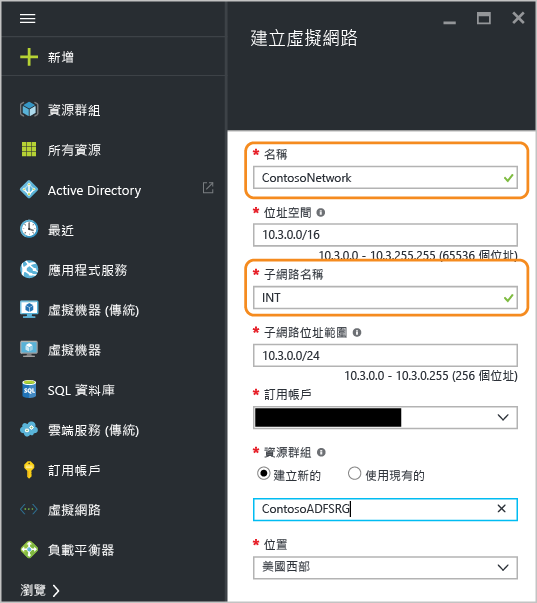 新增
資源群組
所有資源
Active Directory
最近
應用程式服務
虛擬機器 (傳統)
虛擬機器
SQL 資料庫
雲端服務 (傳統)
訂用帳戶
虛擬網路
負載平衡器
瀏覽
建立虛擬網路
* 名稱
ContosoNetwork
* 位址空間
10.3.0.0/16
10.3.0.0 - 10.3.255.255 (65536 個位址)
* 子網路名稱
INT
* 子網路位址範圍
10.3.0.0/24
10.3.0.0 - 10.3.0.255 (256 個位址)
* 訂用帳戶
* 資源群組
建立新的 使用現有的
ContosoADFSRG
* 位置
美國西部